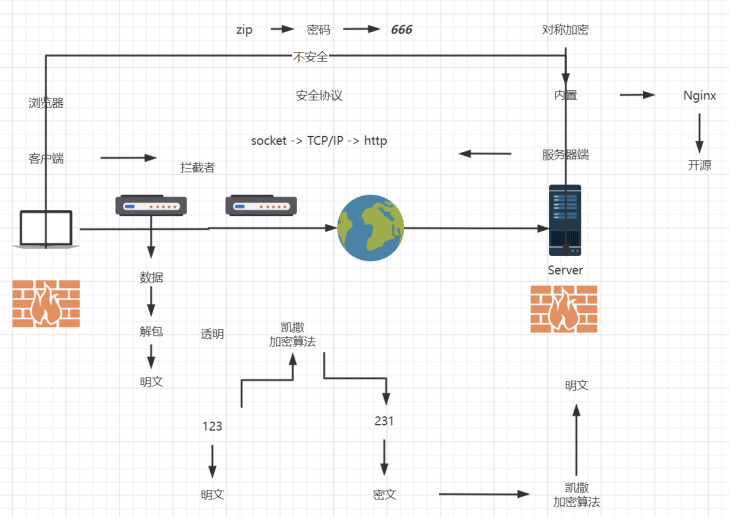 zip 密码 666 对称加密
不安全
浏览器 安全协议 内置 Nginx
socket -> TCP/IP -> http
客户端 拦截者 服务器端 开源
Server
数据
解包 透明 凯撒
加密算法
明文 明文
123 231
明文 密文 凯撒
加密算法